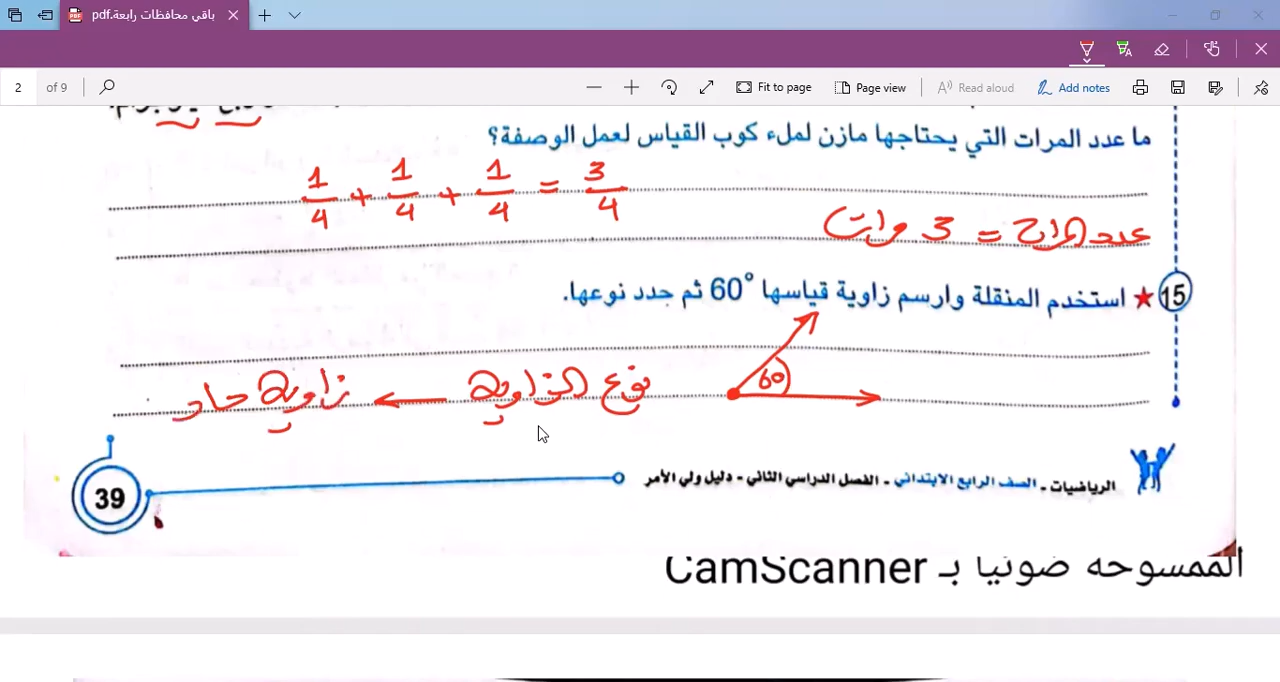 باقي محافظات رابعة.pdf
2 of 9 Fit to page Page view Read aloud Add notes
ما عدد المرات التي يحتاجها مازن لملء كوب القياس لعمل الوصفة؟
1/4 + 1/4 + 1/4 = 3/4
عدد المرات = 3 مرات
15 ★ استخدم المنقلة وارسم زاوية قياسها 60° ثم جدد نوعها.
60
نوع الزاوية ← زاوية حاد
الرياضيات - الصف الرابع الابتدائي - الفصل الدراسي الثاني - دليل ولي الأمر
39
الممسوحه ضوئيا بـ CamScanner